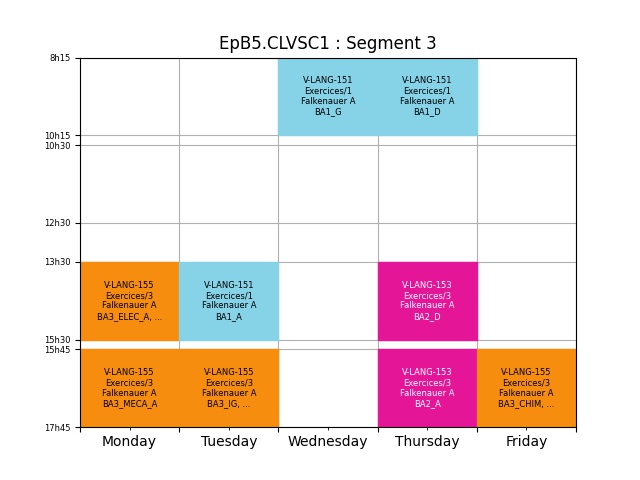 EpB5.CLVSC1 : Segment 3
8h15
V-LANG-151
Exercices/1
Falkenauer A
BA1_G
V-LANG-151
Exercices/1
Falkenauer A
BA1_D
10h15
10h30
12h30
13h30
V-LANG-155
Exercices/3
Falkenauer A
BA3_ELEC_A, ...
V-LANG-151
Exercices/1
Falkenauer A
BA1_A
V-LANG-153
Exercices/3
Falkenauer A
BA2_D
15h30
15h45
V-LANG-155
Exercices/3
Falkenauer A
BA3_MECA_A
V-LANG-155
Exercices/3
Falkenauer A
BA3_IG, ...
V-LANG-153
Exercices/3
Falkenauer A
BA2_A
V-LANG-155
Exercices/3
Falkenauer A
BA3_CHIM, ...
17h45
Monday
Tuesday
Wednesday
Thursday
Friday